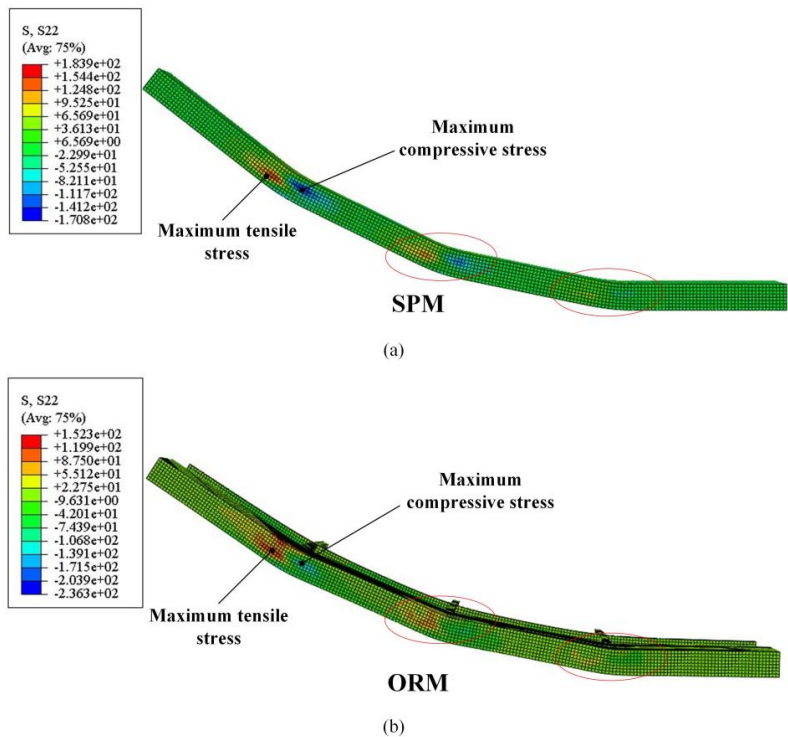 S, S22
(Avg: 75%)
+1.839e+02
+1.544e+02
+1.248e+02
+9.525e+01
+6.569e+01
+3.613e+01
+6.569e+00
-2.299e+01
-5.255e+01
-8.211e+01
-1.117e+02
-1.412e+02
-1.708e+02
Maximum
compressive stress
Maximum tensile
stress
SPM
(a)
S, S22
(Avg: 75%)
+1.523e+02
+1.199e+02
+8.750e+01
+5.512e+01
+2.275e+01
-9.631e+00
-4.201e+01
-7.439e+01
-1.068e+02
-1.391e+02
-1.715e+02
-2.039e+02
-2.363e+02
Maximum
compressive stress
Maximum tensile
stress
ORM
(b)